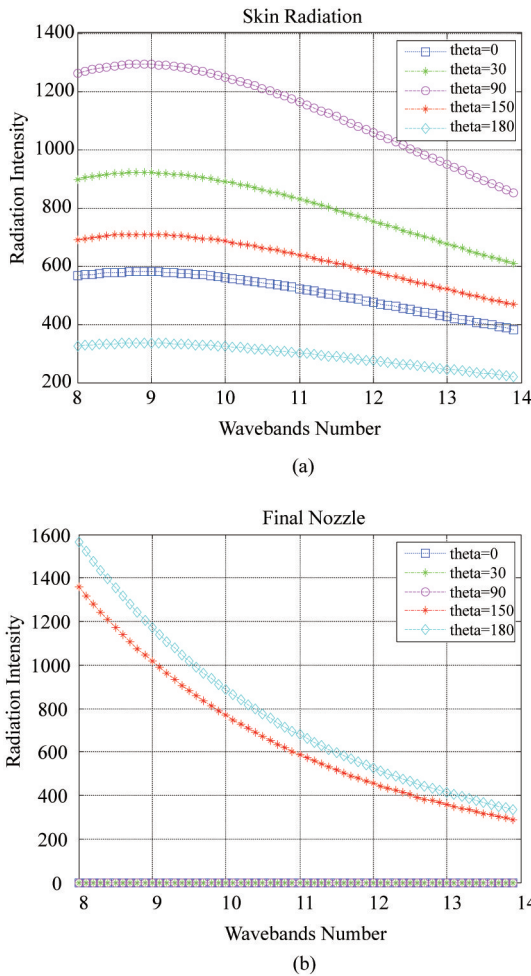 Skin Radiation
1400
1200
1000
800
600
400
200
Radiation Intensity
theta=0
theta=30
theta=90
theta=150
theta=180
8 9 10 11 12 13 14
Wavebands Number
(a)
Final Nozzle
1600
1400
1200
1000
800
600
400
200
0
Radiation Intensity
theta=0
theta=30
theta=90
theta=150
theta=180
8 9 10 11 12 13 14
Wavebands Number
(b)